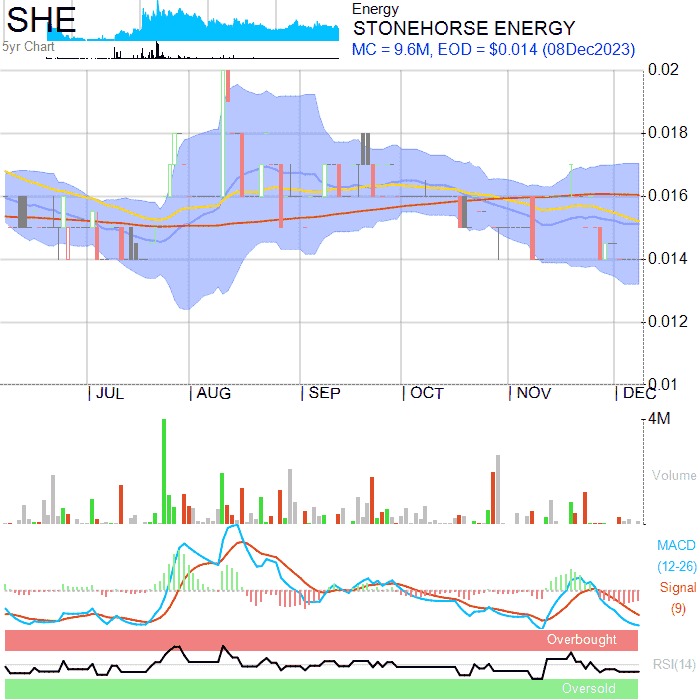 SHE
5yr Chart
Energy
STONEHORSE ENERGY
MC = 9.6M, EOD = $0.014 (08Dec2023)
0.02
0.018
0.016
0.014
0.012
0.01
JUL AUG SEP OCT NOV DEC
4M
Volume
MACD
(12-26)
Signal
(9)
Overbought
RSI(14)
Oversold